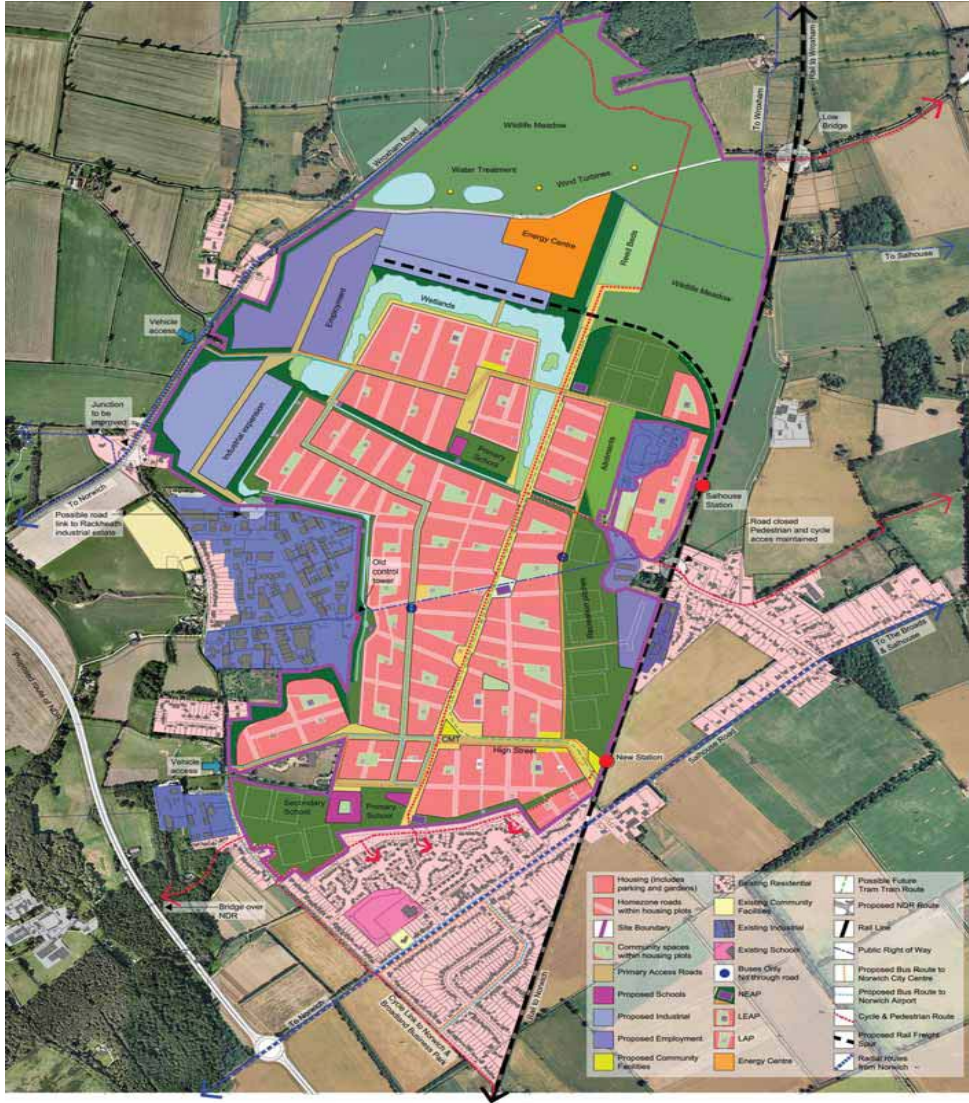 Rail to Wroxham
To Wroxham
Low
Bridge
Wroxham Road
Wildlife Meadow
Water Treatment
Wind Turbines
Energy Centre
Reed Beds
To Salhouse
Wildlife Meadow
Employment
Wetlands
Vehicle
access
Industrial expansion
Junction
to be
improved
Primary
School
Allotments
To Norwich
Salhouse
Station
Possible road
link to Rackheath
industrial estate
Road closed
Pedestrian and cycle
acces maintained
Old
control
tower
Recreation pitches
To The Broads
& Salhouse
Proposed route of NDR
CMT
High Street
New Station
Salhouse Road
Vehicle
access
Secondary
School
Primary
School
Bridge over
NDR
To Norwich
Cycle Link to Norwich &
Broadland Business Park
Rail to Norwich
Housing (includes
parking and gardens)
Homezone roads
within housing plots
Site Boundary
Community spaces
within housing plots
Primary Access Roads
Proposed Schools
Proposed Industrial
Proposed Employment
Proposed Community
Facilities
Existing Residential
Existing Community
Facilities
Existing Industrial
Existing Schools
Buses Only
No through road
NEAP
LEAP
LAP
Energy Centre
Possible Future
Tram Train Route
Proposed NDR Route
Rail Line
Public Right of Way
Proposed Bus Route to
Norwich City Centre
Proposed Bus Route to
Norwich Airport
Cycle & Pedestrian Route
Proposed Rail Freight
Spur
Radial routes
from Norwich